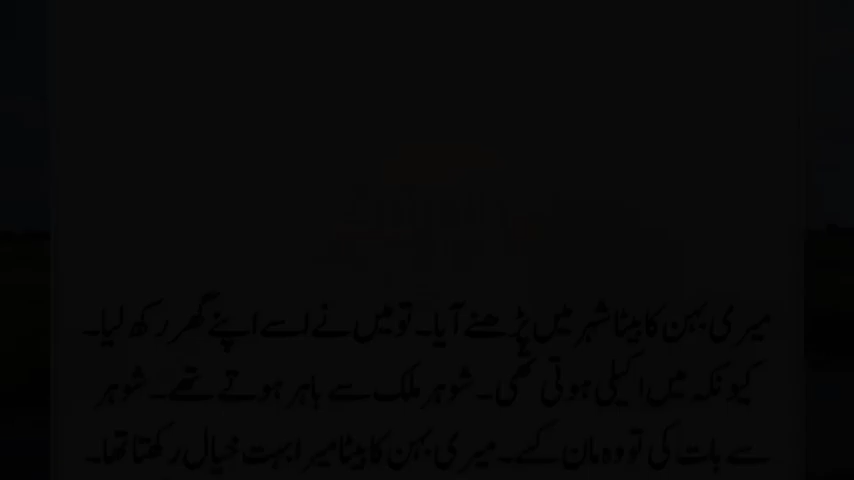 میری بہن کا بیٹا شہر میں پڑھنے آیا۔ تو میں نے اسے اپنے گھر رکھ لیا۔
کیونکہ میں اکیلی ہوتی تھی۔ شوہر ملک سے باہر ہوتے تھے۔ شوہر
سے بات کی تو وہ مان گئے۔ میری بہن کا بیٹا میرا بہت خیال رکھتا تھا۔